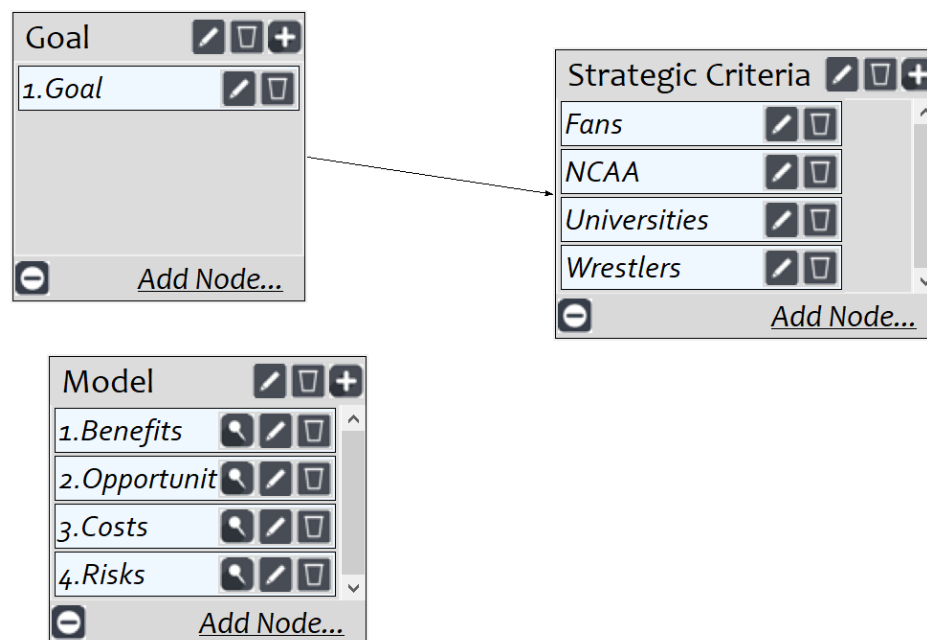 Goal
1.Goal
Add Node...
Strategic Criteria
Fans
NCAA
Universities
Wrestlers
Add Node...
Model
1.Benefits
2.Opportunit
3.Costs
4.Risks
Add Node...